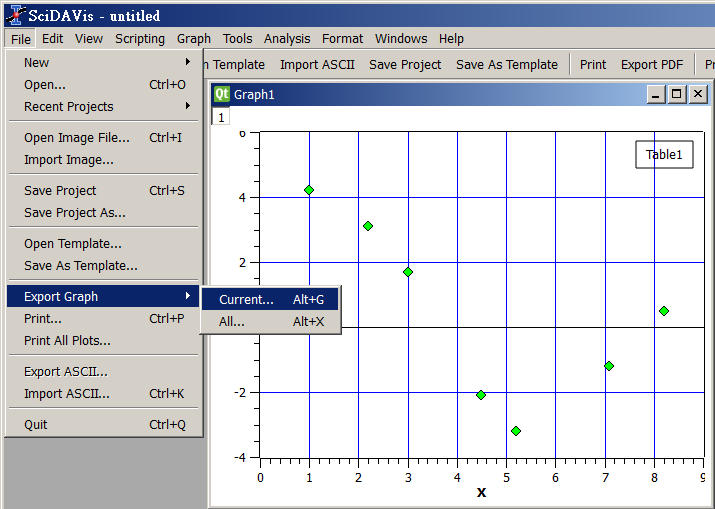 SciDAVis - untitled
File Edit View Scripting Graph Tools Analysis Format Windows Help
Template Import ASCII Save Project Save As Template Print Export PDF
New
Open... Ctrl+O
Recent Projects
Open Image File... Ctrl+I
Import Image...
Save Project Ctrl+S
Save Project As...
Open Template...
Save As Template...
Export Graph
Print... Ctrl+P
Print All Plots...
Export ASCII...
Import ASCII... Ctrl+K
Quit Ctrl+Q
Current... Alt+G
All... Alt+X
Qt Graph1
1
Table1
6
4
2
-2
-4
0 1 2 3 4 5 6 7 8 9
X